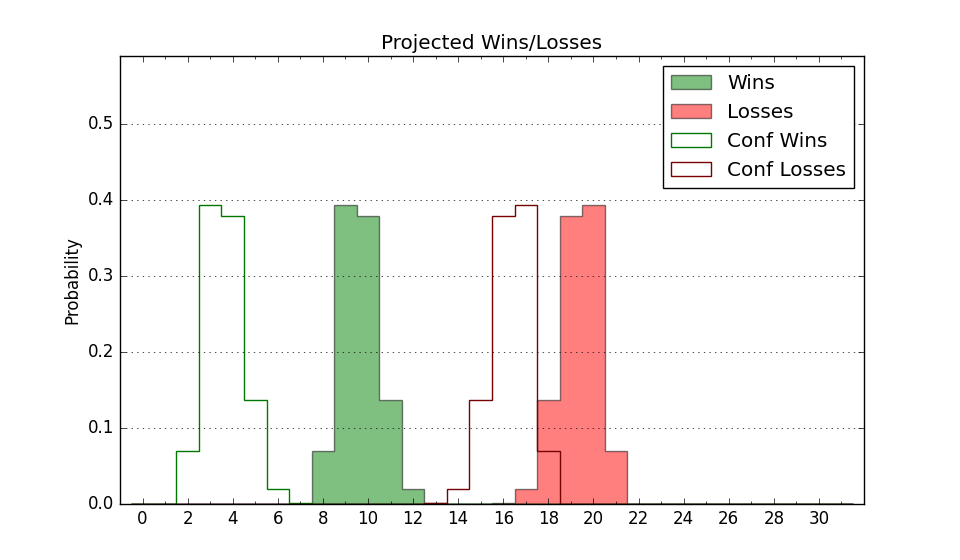 Projected Wins/Losses
Wins
Losses
Conf Wins
Conf Losses
Probability
0.5
0.4
0.3
0.2
0.1
0.0
0 2 4 6 8 10 12 14 16 18 20 22 24 26 28 30